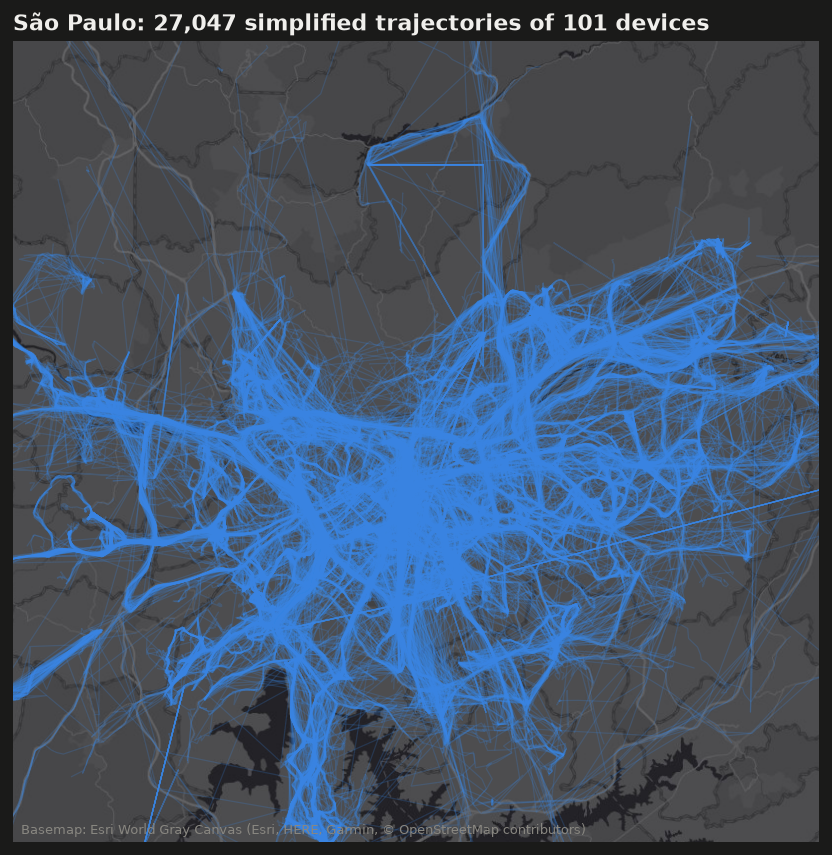 São Paulo: 27,047 simplified trajectories of 101 devices
Basemap: Esri World Gray Canvas (Esri, HERE, Garmin, © OpenStreetMap contributors)